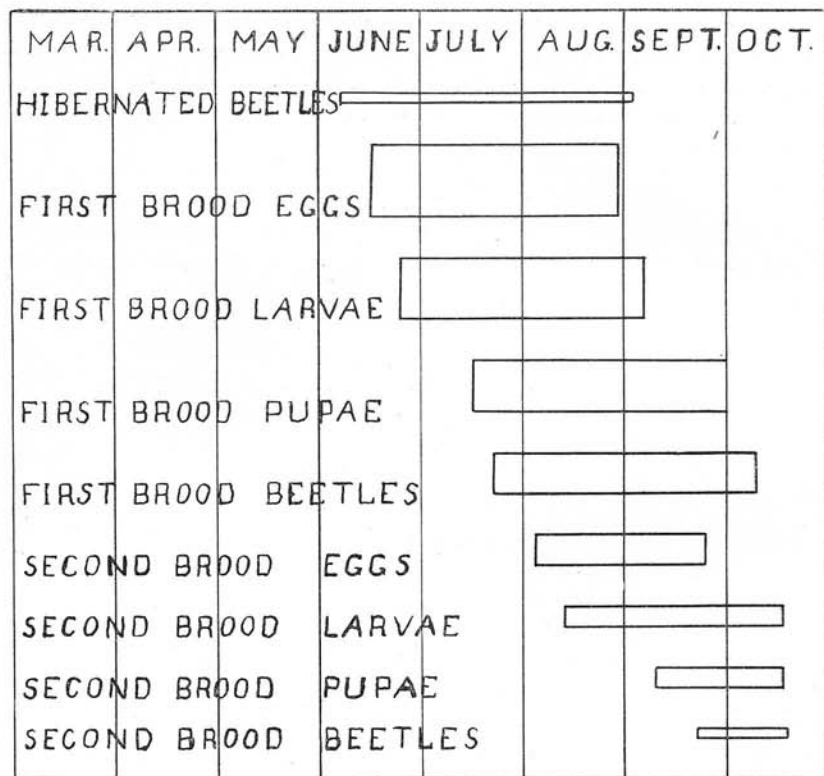 MAR. APR. MAY JUNE JULY AUG. SEPT. OCT.
HIBERNATED BEETLES
FIRST BROOD EGGS
FIRST BROOD LARVAE
FIRST BROOD PUPAE
FIRST BROOD BEETLES
SECOND BROOD EGGS
SECOND BROOD LARVAE
SECOND BROOD PUPAE
SECOND BROOD BEETLES